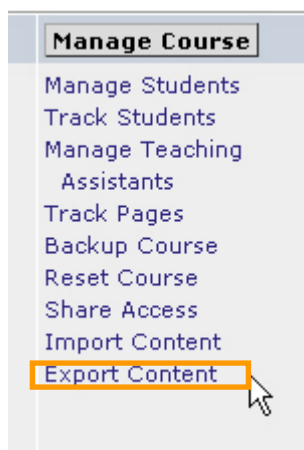 Manage Course
Manage Students
Track Students
Manage Teaching
Assistants
Track Pages
Backup Course
Reset Course
Share Access
Import Content
Export Content